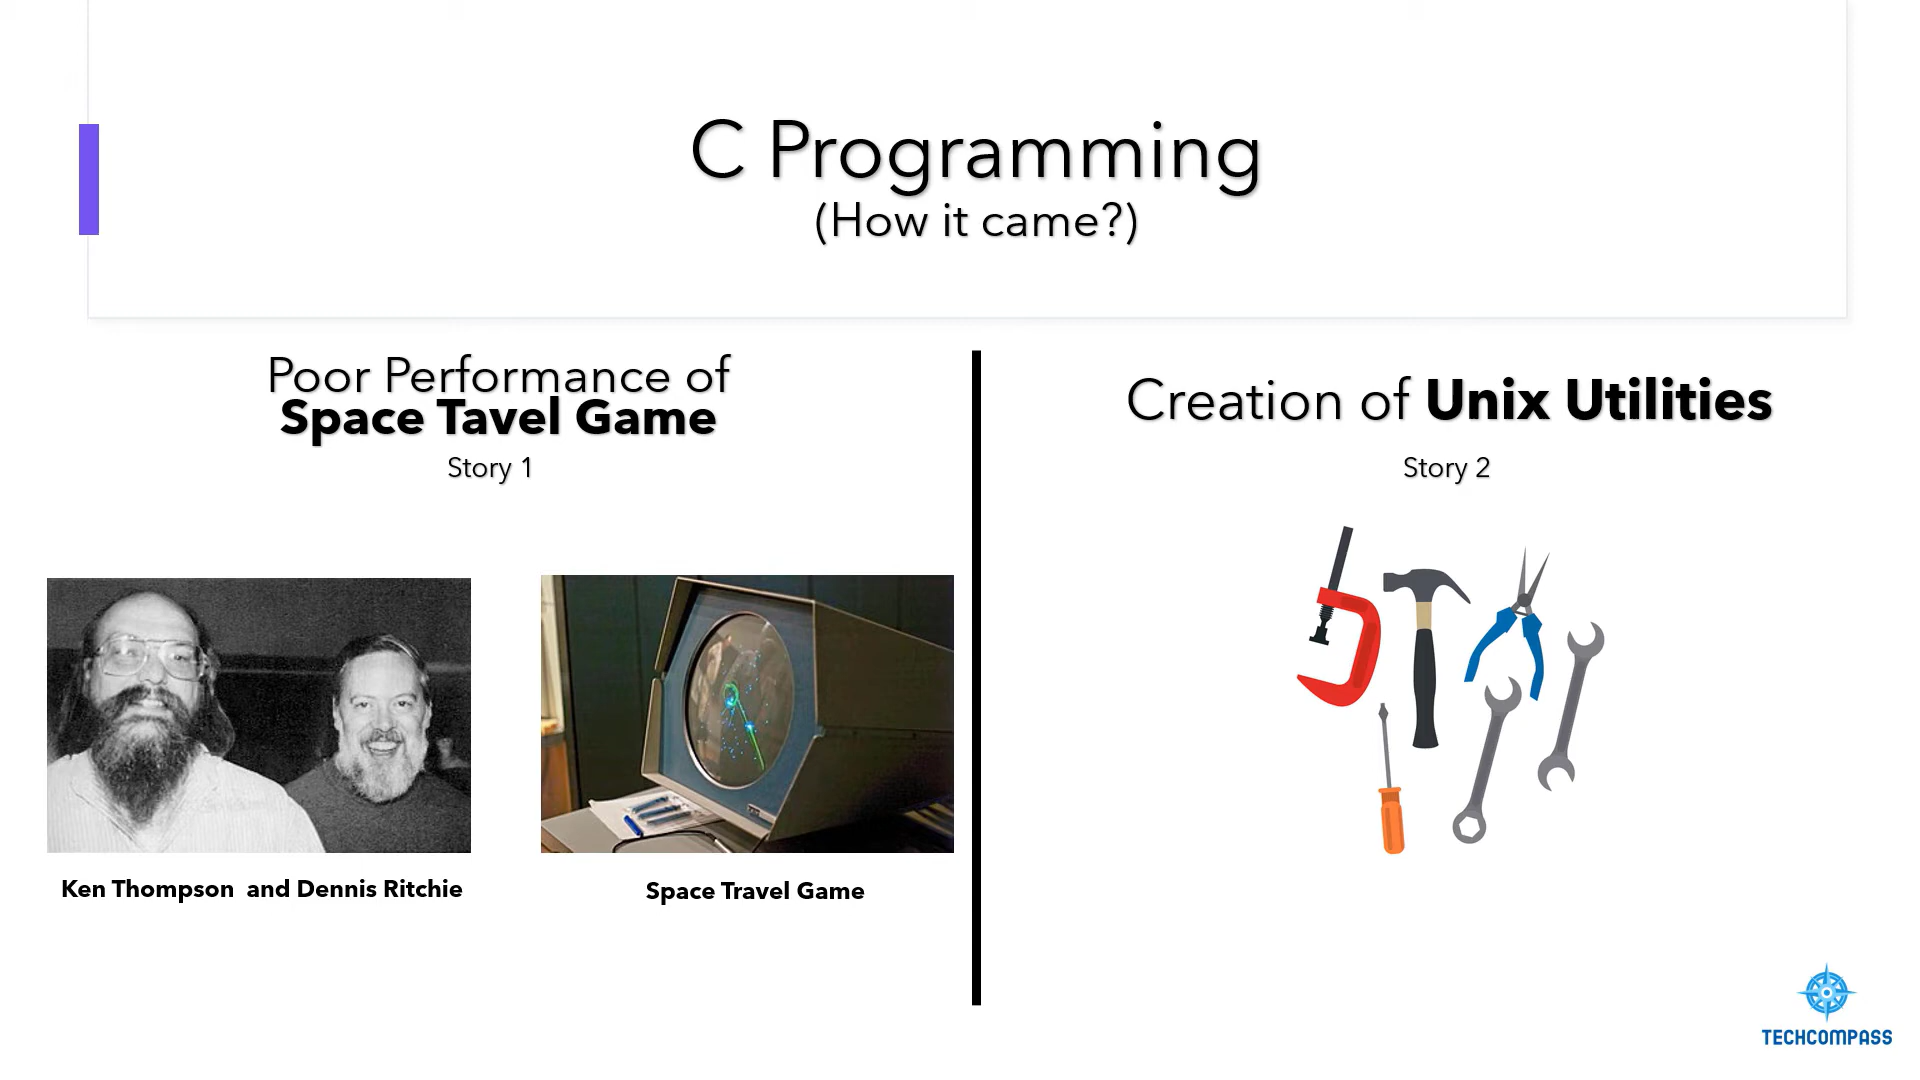 C Programming
(How it came?)
Poor Performance of
Space Tavel Game
Story 1
Creation of Unix Utilities
Story 2
Ken Thompson  and Dennis Ritchie
Space Travel Game
TECHCOMPASS